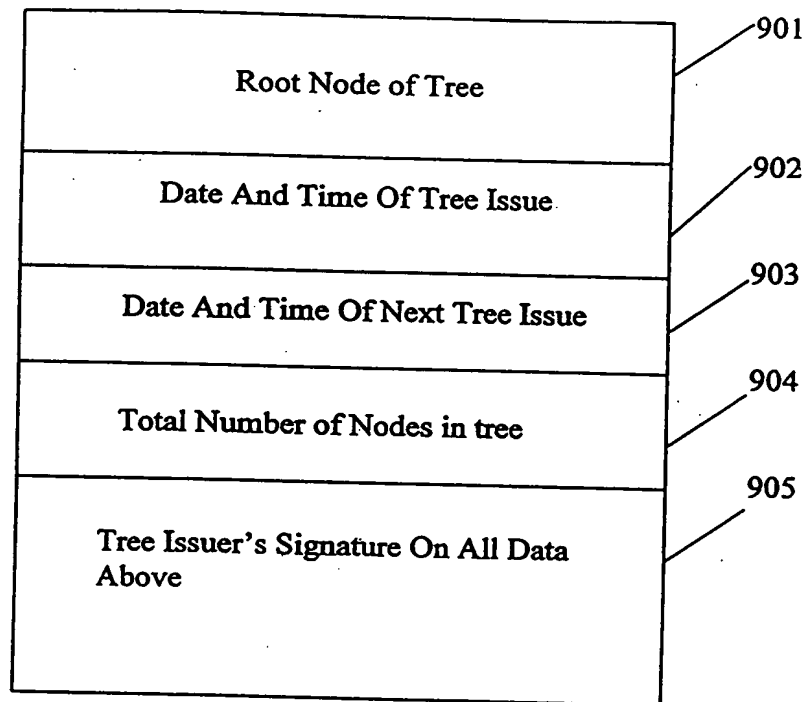 901
Root Node of Tree
902
Date And Time Of Tree Issue
903
Date And Time Of Next Tree Issue
904
Total Number of Nodes in tree
905
Tree Issuer's Signature On All Data
Above